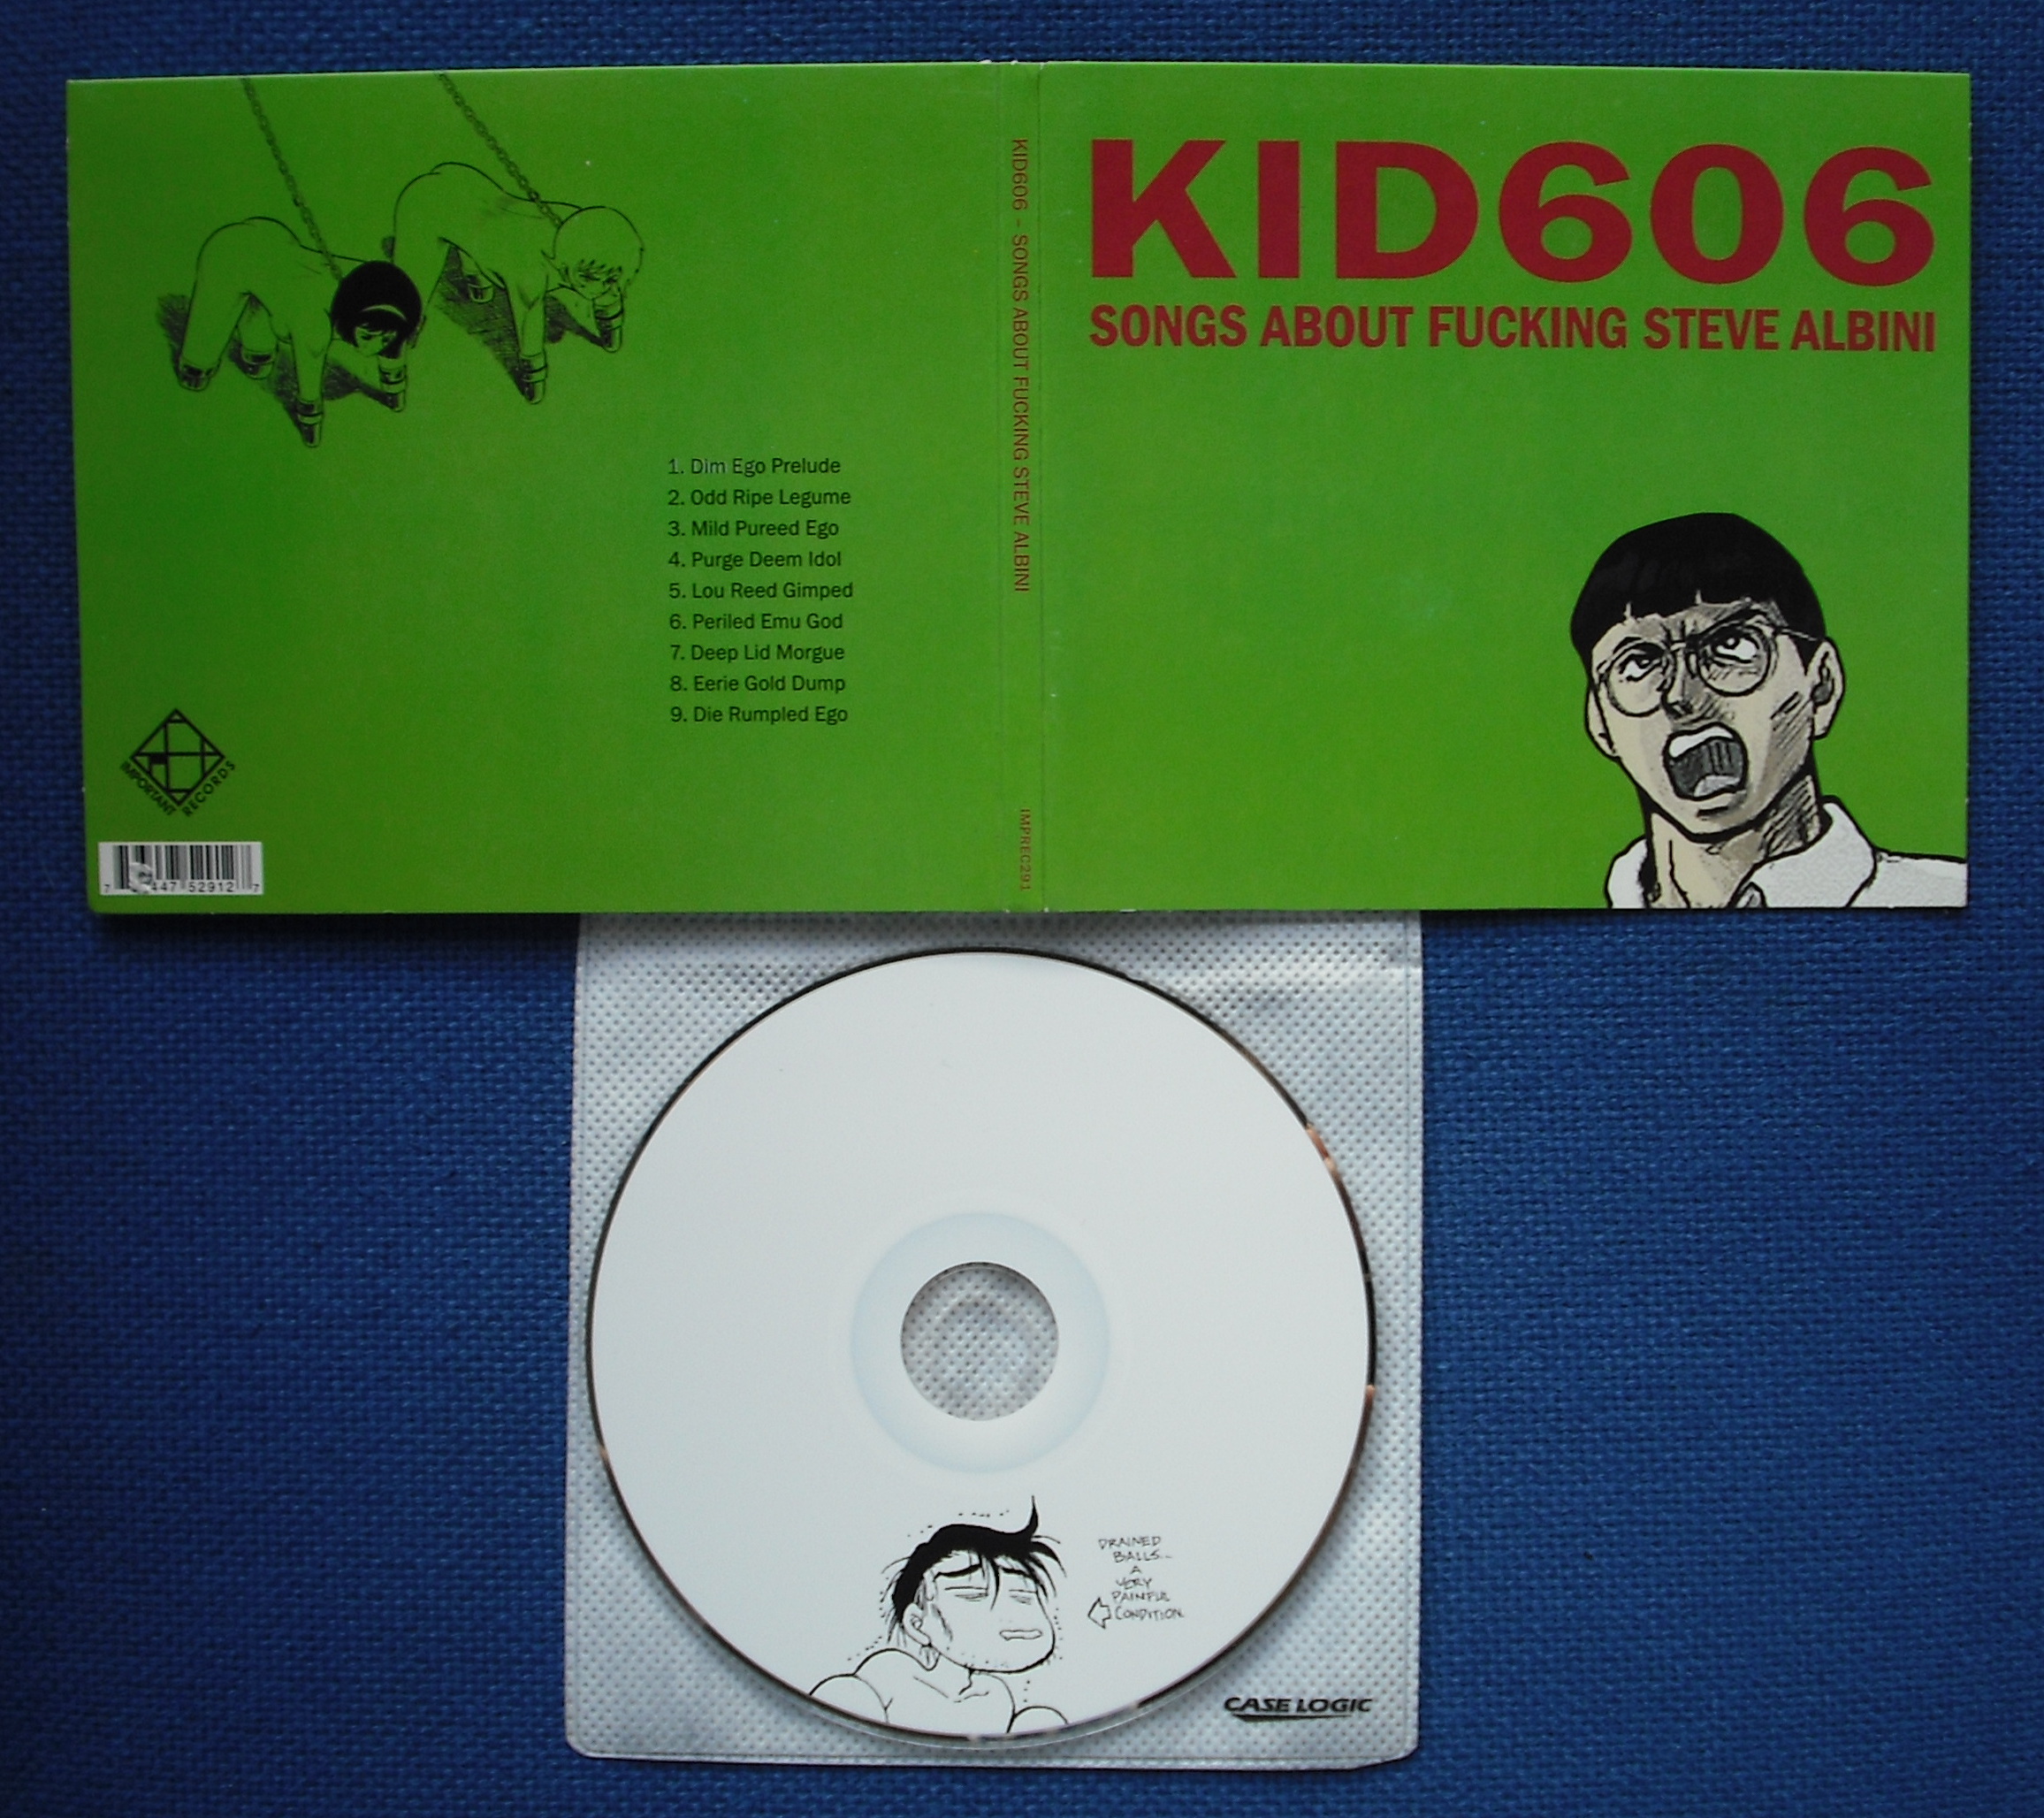 KID606
SONGS ABOUT FUCKING STEVE ALBINI
KID606 – SONGS ABOUT FUCKING STEVE ALBINI
IMPREC291
1. Dim Ego Prelude
2. Odd Ripe Legume
3. Mild Pureed Ego
4. Purge Deem Idol
5. Lou Reed Gimped
6. Periled Emu God
7. Deep Lid Morgue
8. Eerie Gold Dump
9. Die Rumpled Ego
IMPORTANT RECORDS
7 447 52912 7
DRAINED
BALLS...
A
VERY
PAINFUL
CONDITION.
CASE LOGIC